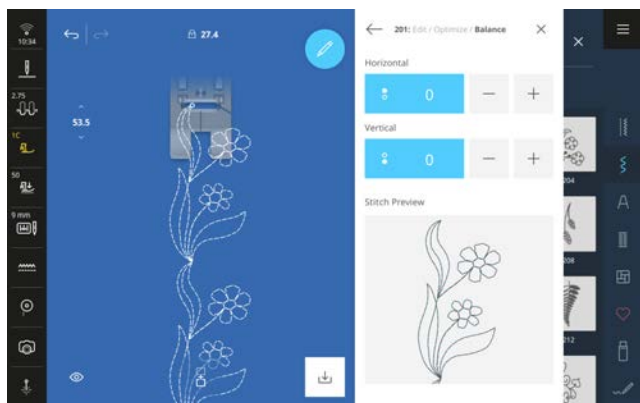 10:34
2.75
1C
50
9 mm
27.4
53.5
201: Edit / Optimize / Balance
Horizontal
0
Vertical
0
Stitch Preview
204
208
212